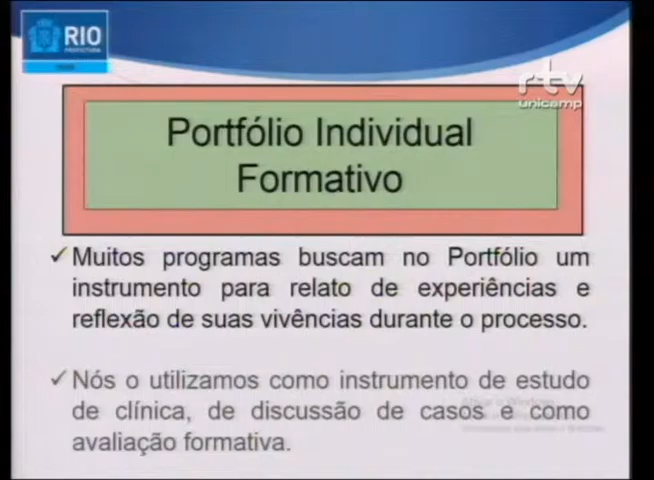 RIO
PREFEITURA
rtv
unicamp
Portfólio Individual
Formativo
✓ Muitos programas buscam no Portfólio um
instrumento para relato de experiências e
reflexão de suas vivências durante o processo.
✓ Nós o utilizamos como instrumento de estudo
de clínica, de discussão de casos e como
avaliação formativa.
Ativar o Windows